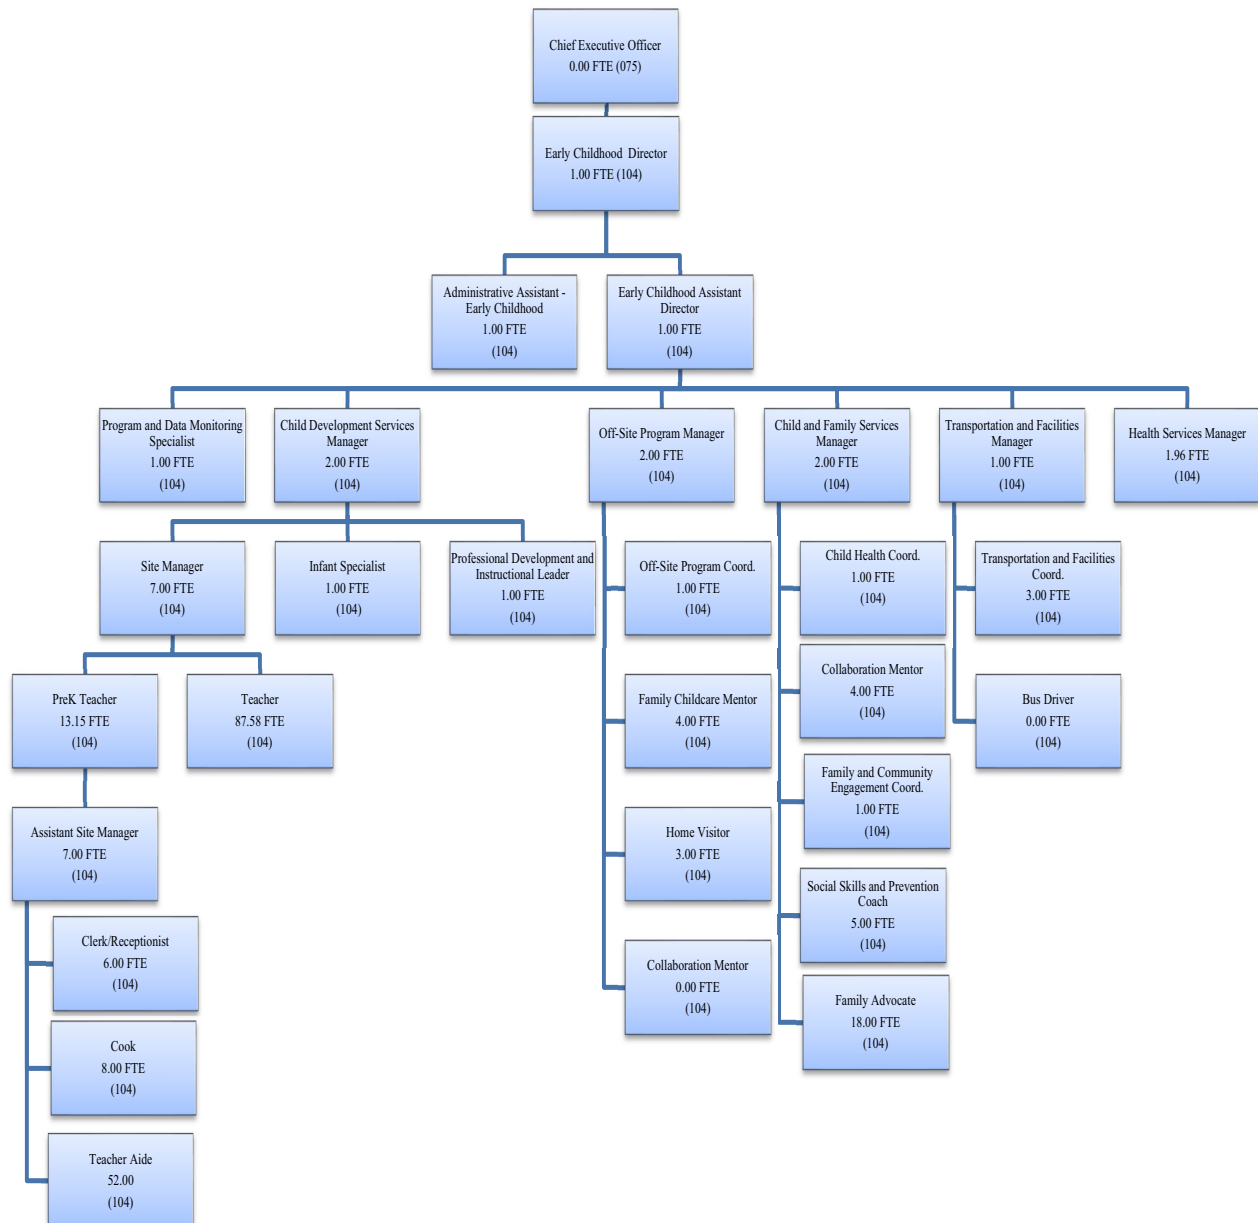 Chief Executive Officer
0.00 FTE (075)
Early Childhood Director
1.00 FTE (104)
Administrative Assistant -
Early Childhood
1.00 FTE
(104)
Early Childhood Assistant
Director
1.00 FTE
(104)
Program and Data Monitoring
Specialist
1.00 FTE
(104)
Child Development Services
Manager
2.00 FTE
(104)
Off-Site Program Manager
2.00 FTE
(104)
Child and Family Services
Manager
2.00 FTE
(104)
Transportation and Facilities
Manager
1.00 FTE
(104)
Health Services Manager
1.96 FTE
(104)
Site Manager
7.00 FTE
(104)
Infant Specialist
1.00 FTE
(104)
Professional Development and
Instructional Leader
1.00 FTE
(104)
Off-Site Program Coord.
1.00 FTE
(104)
Child Health Coord.
1.00 FTE
(104)
Transportation and Facilities
Coord.
3.00 FTE
(104)
PreK Teacher
13.15 FTE
(104)
Teacher
87.58 FTE
(104)
Family Childcare Mentor
4.00 FTE
(104)
Collaboration Mentor
4.00 FTE
(104)
Bus Driver
0.00 FTE
(104)
Family and Community
Engagement Coord.
1.00 FTE
(104)
Assistant Site Manager
7.00 FTE
(104)
Home Visitor
3.00 FTE
(104)
Social Skills and Prevention
Coach
5.00 FTE
(104)
Clerk/Receptionist
6.00 FTE
(104)
Collaboration Mentor
0.00 FTE
(104)
Family Advocate
18.00 FTE
(104)
Cook
8.00 FTE
(104)
Teacher Aide
52.00
(104)